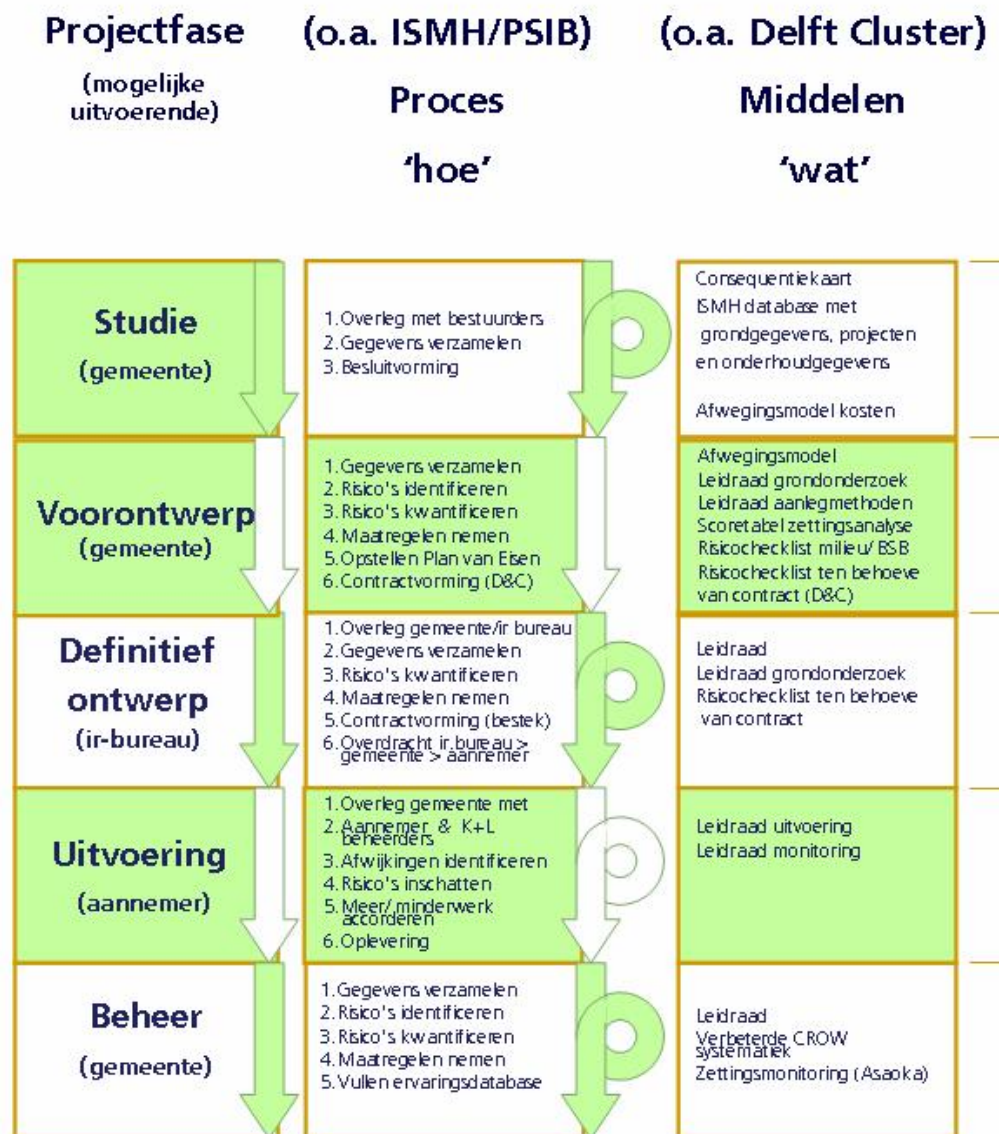 Projectfase
(mogelijke
uitvoerende)
(o.a. ISMH/PSIB)
Proces
‘hoe’
(o.a. Delft Cluster)
Middelen
‘wat’
Studie
(gemeente)
1. Overleg met bestuurders
2. Gegevens verzamelen
3. Besluitvorming
Consequentiekaart
ISMH database met
grondgegevens, projecten
en onderhoudgegevens
Afwegingsmodel kosten
Voorontwerp
(gemeente)
1. Gegevens verzamelen
2. Risico's identificeren
3. Risico's kwantificeren
4. Maatregelen nemen
5. Opstellen Plan van Eisen
6. Contractvorming (D&C)
Afwegingsmodel
Leidraad grondonderzoek
Leidraad aanlegmethoden
Scoretabel zettingsanalyse
Risicochecklist milieu/ BSB
Risicochecklist ten behoeve
van contract (D&C)
Definitief
ontwerp
(ir-bureau)
1. Overleg gemeente/ir bureau
2. Gegevens verzamelen
3. Risico's kwantificeren
4. Maatregelen nemen
5. Contractvorming (bestek)
6. Overdracht ir.bureau >
gemeente > aannemer
Leidraad
Leidraad grondonderzoek
Risicochecklist ten behoeve
van contract
Uitvoering
(aannemer)
1. Overleg gemeente met
2. Aannemer & K+L
beheerders
3. Afwijkingen identificeren
4. Risico's inschatten
5. Meer/minderwerk
accorderen
6. Oplevering
Leidraad uitvoering
Leidraad monitoring
Beheer
(gemeente)
1. Gegevens verzamelen
2. Risico's identificeren
3. Risico's kwantificeren
4. Maatregelen nemen
5. Vullen ervaringsdatabase
Leidraad
Verbeterde CROW
systematiek
Zettingsmonitoring (Asaoka)